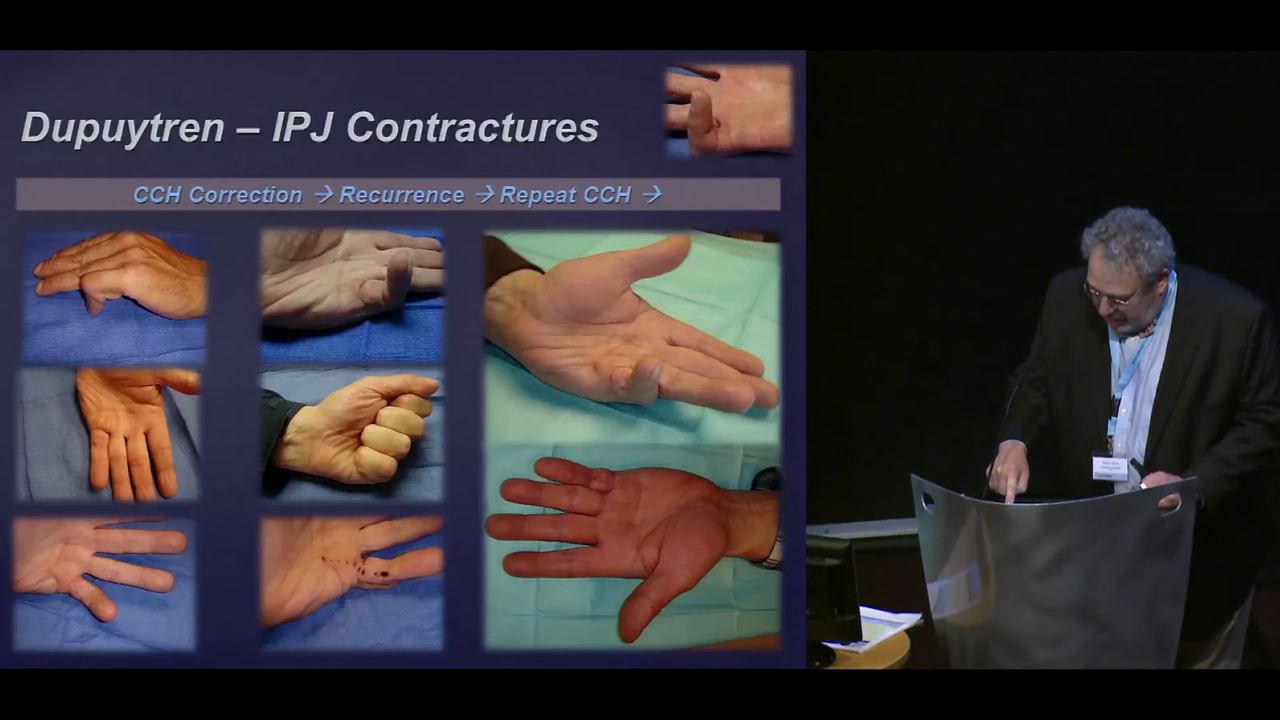 Dupuytren – IPJ Contractures
CCH Correction → Recurrence → Repeat CCH →